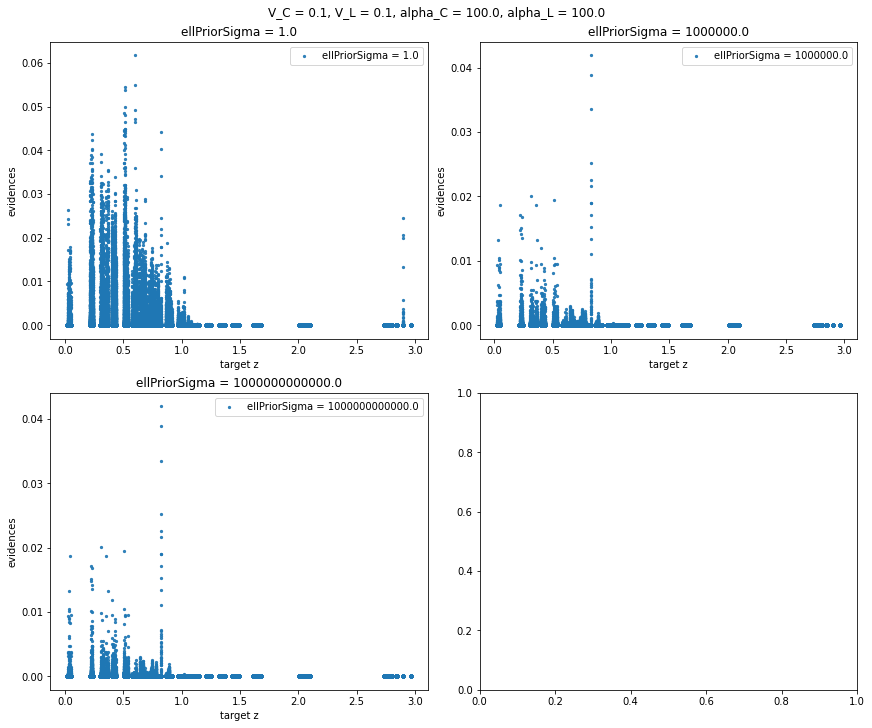 V_C = 0.1, V_L = 0.1, alpha_C = 100.0, alpha_L = 100.0
ellPriorSigma = 1.0
ellPriorSigma = 1.0
0.06
0.05
0.04
0.03
0.02
0.01
0.00
evidences
0.0 0.5 1.0 1.5 2.0 2.5 3.0
target z
ellPriorSigma = 1000000.0
ellPriorSigma = 1000000.0
0.04
0.03
0.02
0.01
0.00
evidences
0.0 0.5 1.0 1.5 2.0 2.5 3.0
target z
ellPriorSigma = 1000000000000.0
ellPriorSigma = 1000000000000.0
0.04
0.03
0.02
0.01
0.00
evidences
0.0 0.5 1.0 1.5 2.0 2.5 3.0
target z
1.0
0.8
0.6
0.4
0.2
0.0
0.0 0.2 0.4 0.6 0.8 1.0